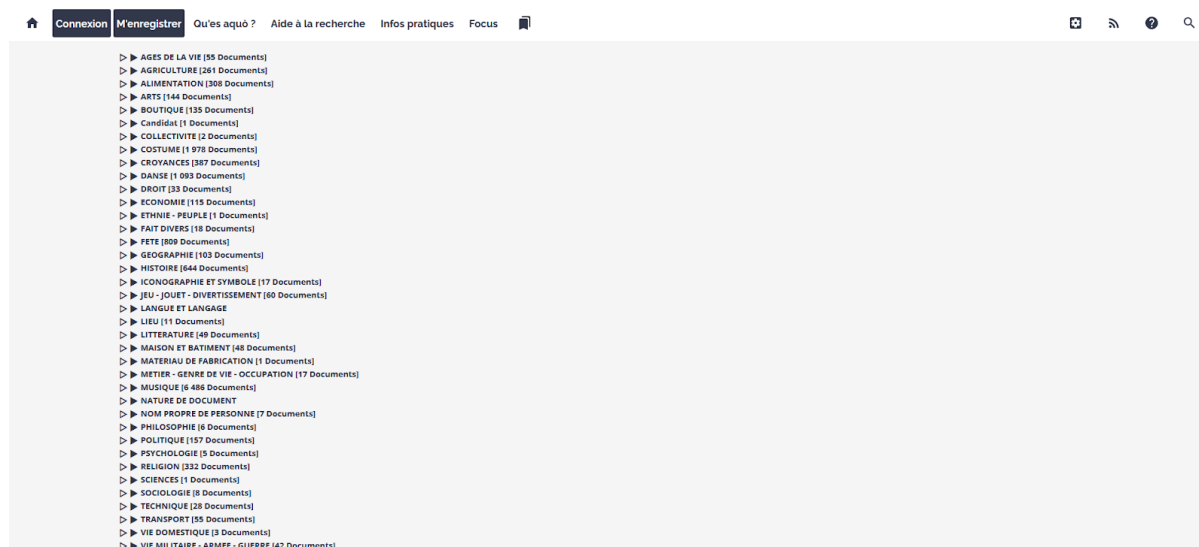 Connexion M'enregistrer Qu'es aquò ? Aide à la recherche Infos pratiques Focus
AGES DE LA VIE [55 Documents]
AGRICULTURE [261 Documents]
ALIMENTATION [308 Documents]
ARTS [144 Documents]
BOUTIQUE [135 Documents]
Candidat [1 Documents]
COLLECTIVITE [2 Documents]
COSTUME [1 978 Documents]
CROYANCES [387 Documents]
DANSE [1 093 Documents]
DROIT [33 Documents]
ECONOMIE [115 Documents]
ETHNIE - PEUPLE [1 Documents]
FAIT DIVERS [18 Documents]
FETE [809 Documents]
GEOGRAPHIE [103 Documents]
HISTOIRE [644 Documents]
ICONOGRAPHIE ET SYMBOLE [17 Documents]
JEU - JOUET - DIVERTISSEMENT [60 Documents]
LANGUE ET LANGAGE
LIEU [11 Documents]
LITTERATURE [49 Documents]
MAISON ET BATIMENT [48 Documents]
MATERIAU DE FABRICATION [1 Documents]
METIER - GENRE DE VIE - OCCUPATION [17 Documents]
MUSIQUE [6 486 Documents]
NATURE DE DOCUMENT
NOM PROPRE DE PERSONNE [7 Documents]
PHILOSOPHIE [6 Documents]
POLITIQUE [157 Documents]
PSYCHOLOGIE [5 Documents]
RELIGION [332 Documents]
SCIENCES [1 Documents]
SOCIOLOGIE [8 Documents]
TECHNIQUE [28 Documents]
TRANSPORT [55 Documents]
VIE DOMESTIQUE [3 Documents]
VIE MILITAIRE - ARMEE - GUERRE [42 Documents]